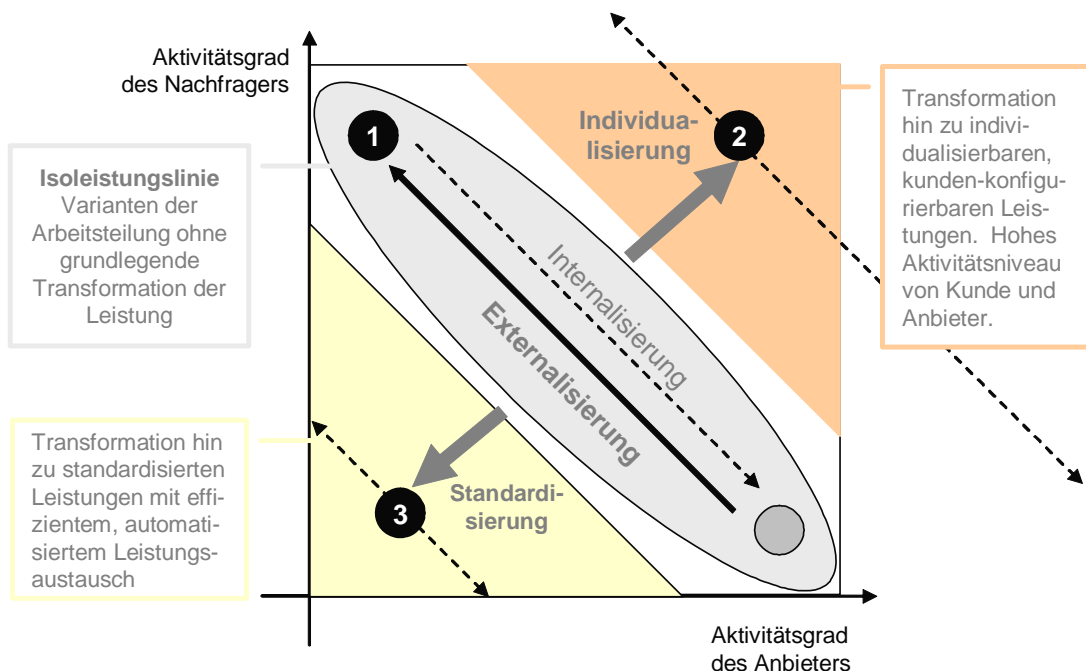 Aktivitätsgrad
des Nachfragers
Isoleistungslinie
Varianten der
Arbeitsteilung ohne
grundlegende
Transformation der
Leistung
1
Individua-
lisierung
2
Transformation
hin zu indivi-
dualisierbaren,
kunden-konfigu-
rierbaren Leis-
tungen. Hohes
Aktivitätsniveau
von Kunde und
Anbieter.
Internalisierung
Externalisierung
Transformation hin
zu standardisierten
Leistungen mit effi-
zientem, automati-
siertem Leistungs-
austausch
3
Standardi-
sierung
Aktivitätsgrad
des Anbieters